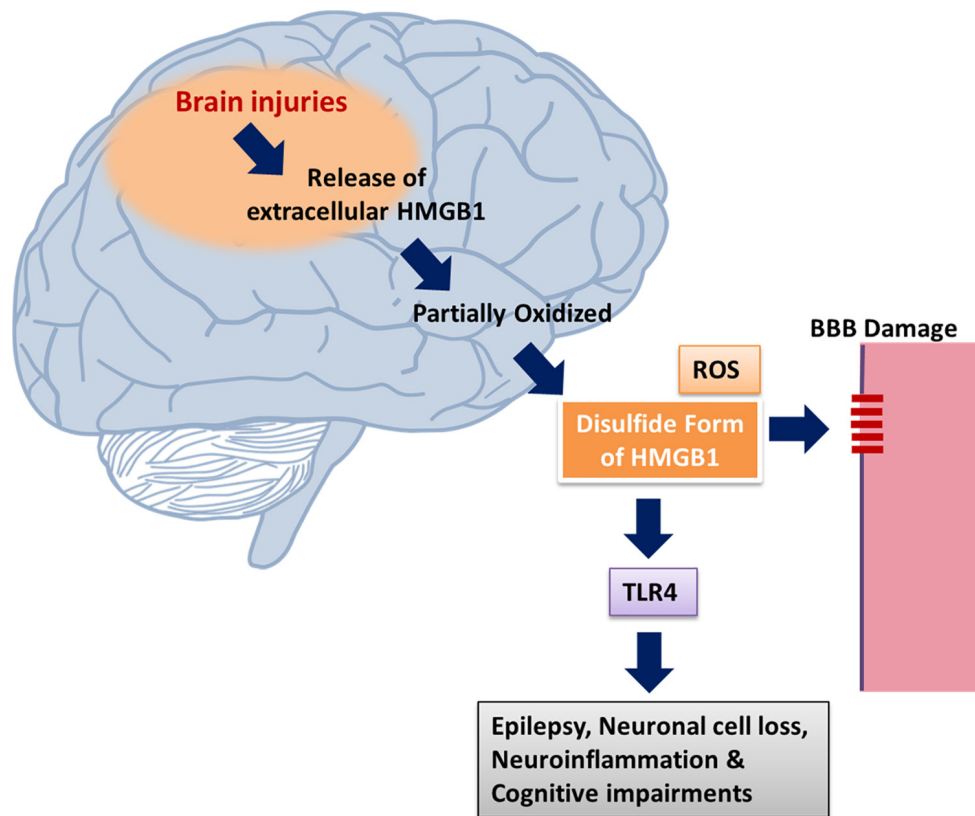 Brain injuries
Release of
extracellular HMGB1
Partially Oxidized
BBB Damage
ROS
Disulfide Form
of HMGB1
TLR4
Epilepsy, Neuronal cell loss,
Neuroinflammation &
Cognitive impairments